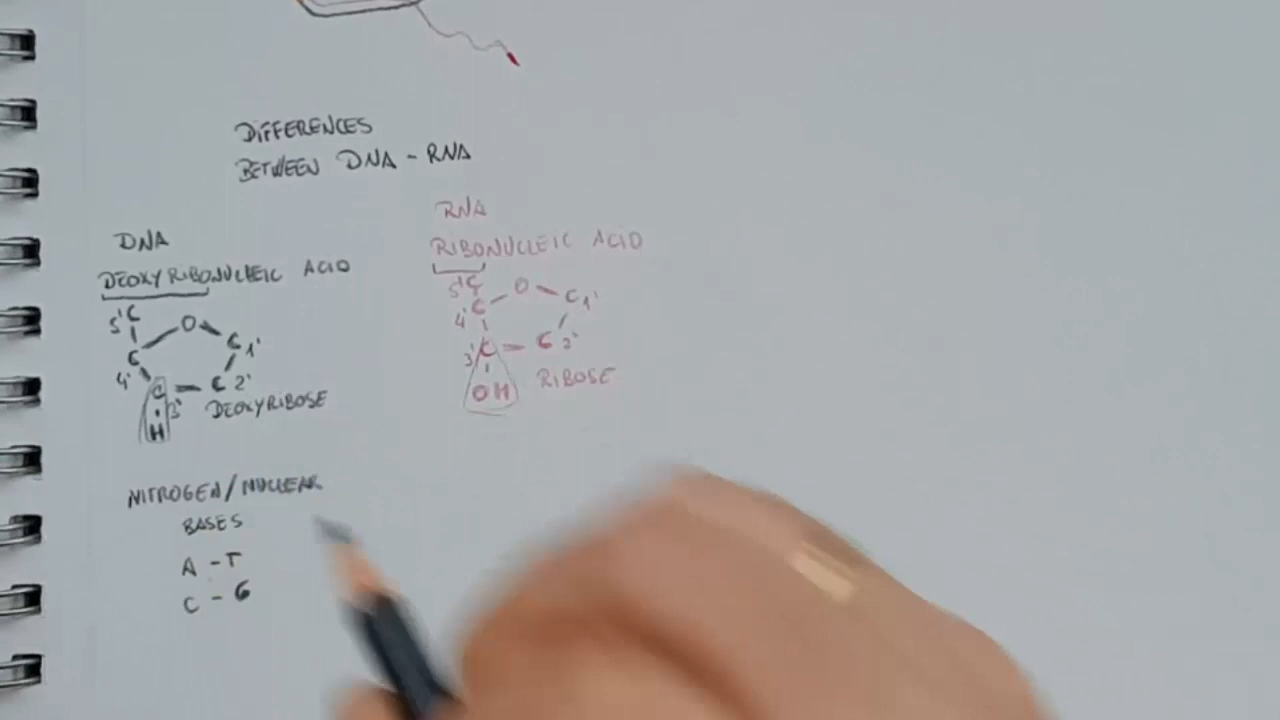 DIFFERENCES
BETWEEN DNA - RNA
DNA
DEOXYRIBONUCLEIC ACID
5' C
O
C
4'
C 1'
C 2'
C
3'
H
DEOXYRIBOSE
RNA
RIBONUCLEIC ACID
5' C
4' C
O
C 1'
3' C
C 2'
OH
RIBOSE
NITROGEN/NUCLEAR
BASES
A - T
C - G